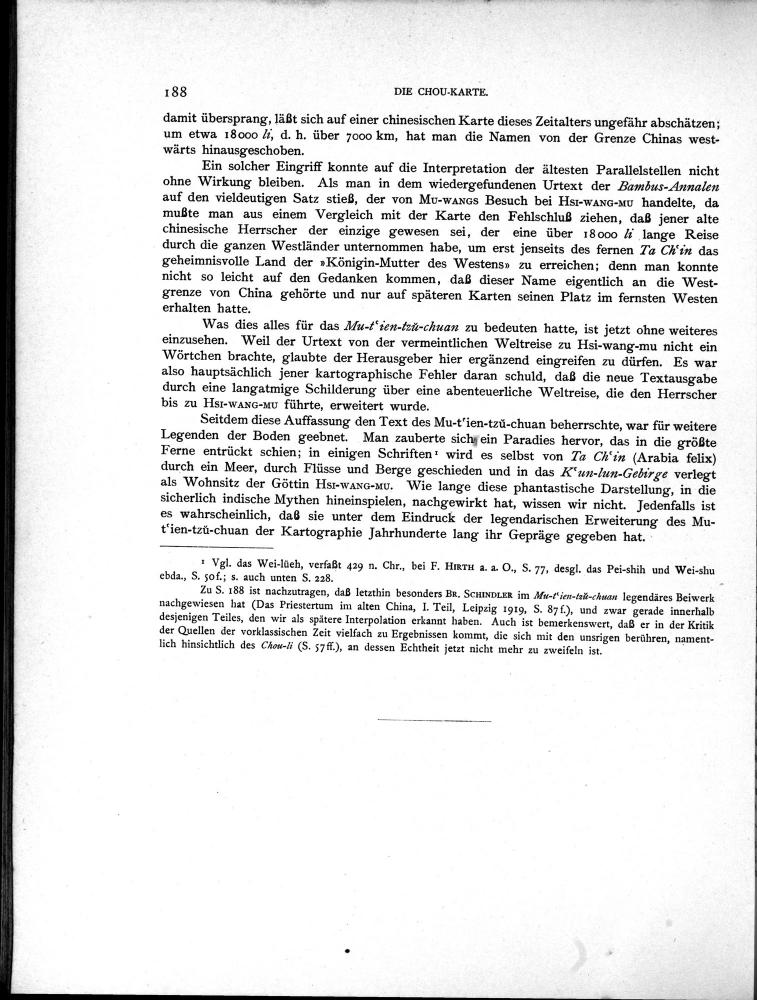 188
DIE CHOU-KARTE.
damit übersprang, läßt sich auf einer chinesischen Karte dieses Zeitalters ungefähr abschätzen;
um etwa 18000 li, d. h. über 7000 km, hat man die Namen von der Grenze Chinas west-
wärts hinausgeschoben.
Ein solcher Eingriff konnte auf die Interpretation der ältesten Parallelstellen nicht
ohne Wirkung bleiben. Als man in dem wiedergefundenen Urtext der Bambus-Annalen
auf den vieldeutigen Satz stieß, der von MU-WANGS Besuch bei HSI-WANG-MU handelte, da
mußte man aus einem Vergleich mit der Karte den Fehlschluß ziehen, daß jener alte
chinesische Herrscher der einzige gewesen sei, der eine über 18000 li lange Reise
durch die ganzen Westländer unternommen habe, um erst jenseits des fernen Ta Ch'in das
geheimnisvolle Land der »Königin-Mutter des Westens» zu erreichen; denn man konnte
nicht so leicht auf den Gedanken kommen, daß dieser Name eigentlich an die West-
grenze von China gehörte und nur auf späteren Karten seinen Platz im fernsten Westen
erhalten hatte.
Was dies alles für das Mu-t'ien-tzŭ-chuan zu bedeuten hatte, ist jetzt ohne weiteres
einzusehen. Weil der Urtext von der vermeintlichen Weltreise zu Hsi-wang-mu nicht ein
Wörtchen brachte, glaubte der Herausgeber hier ergänzend eingreifen zu dürfen. Es war
also hauptsächlich jener kartographische Fehler daran schuld, daß die neue Textausgabe
durch eine langatmige Schilderung über eine abenteuerliche Weltreise, die den Herrscher
bis zu HSI-WANG-MU führte, erweitert wurde.
Seitdem diese Auffassung den Text des Mu-t'ien-tzŭ-chuan beherrschte, war für weitere
Legenden der Boden geebnet. Man zauberte sich ein Paradies hervor, das in die größte
Ferne entrückt schien; in einigen Schriften¹ wird es selbst von Ta Ch'in (Arabia felix)
durch ein Meer, durch Flüsse und Berge geschieden und in das K'un-lun-Gebirge verlegt
als Wohnsitz der Göttin HSI-WANG-MU. Wie lange diese phantastische Darstellung, in die
sicherlich indische Mythen hineinspielen, nachgewirkt hat, wissen wir nicht. Jedenfalls ist
es wahrscheinlich, daß sie unter dem Eindruck der legendarischen Erweiterung des Mu-
t'ien-tzŭ-chuan der Kartographie Jahrhunderte lang ihr Gepräge gegeben hat.
¹ Vgl. das Wei-lüeh, verfaßt 429 n. Chr., bei F. HIRTH a. a. O., S. 77, desgl. das Pei-shih und Wei-shu
ebda., S. 50f.; s. auch unten S. 228.
Zu S. 188 ist nachzutragen, daß letzthin besonders BR. SCHINDLER im Mu-t'ien-tzŭ-chuan legendäres Beiwerk
nachgewiesen hat (Das Priestertum im alten China, I. Teil, Leipzig 1919, S. 87 f.), und zwar gerade innerhalb
desjenigen Teiles, den wir als spätere Interpolation erkannt haben. Auch ist bemerkenswert, daß er in der Kritik
der Quellen der vorklassischen Zeit vielfach zu Ergebnissen kommt, die sich mit den unsrigen berühren, nament-
lich hinsichtlich des Chou-li (S. 57ff.), an dessen Echtheit jetzt nicht mehr zu zweifeln ist.